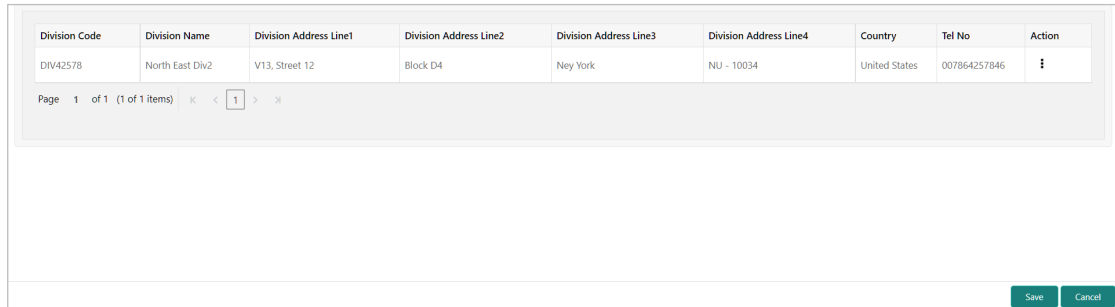 Division Code Division Name Division Address Line1 Division Address Line2 Division Address Line3 Division Address Line4 Country Tel No Action
DIV42578 North East Div2 V13, Street 12 Block D4 Ney York NU - 10034 United States 007864257846
Page 1 of 1 (1 of 1 items) 1
Save Cancel